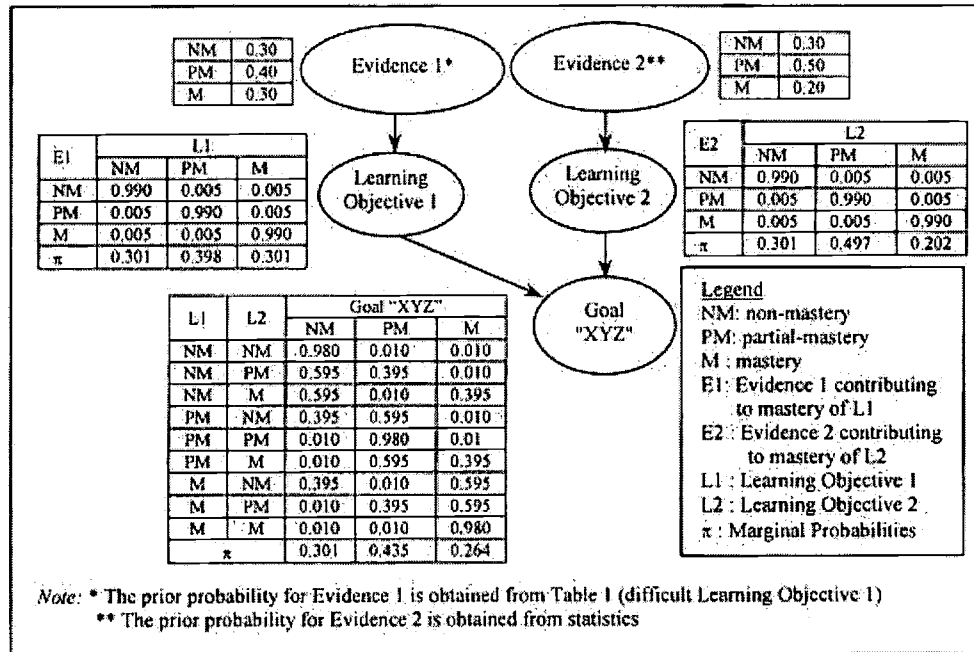 NM 0.30
PM 0.40
M 0.30
Evidence 1*
Evidence 2**
NM 0.30
PM 0.50
M 0.20
E1 L1
NM PM M
NM 0.990 0.005 0.005
PM 0.005 0.990 0.005
M 0.005 0.005 0.990
π 0.301 0.398 0.301
Learning
Objective 1
Learning
Objective 2
E2 L2
NM PM M
NM 0.990 0.005 0.005
PM 0.005 0.990 0.005
M 0.005 0.005 0.990
π 0.301 0.497 0.202
L1 L2 Goal "XYZ"
NM PM M
NM NM 0.980 0.010 0.010
NM PM 0.595 0.395 0.010
NM M 0.595 0.010 0.395
PM NM 0.395 0.595 0.010
PM PM 0.010 0.980 0.01
PM M 0.010 0.595 0.395
M NM 0.395 0.010 0.595
M PM 0.010 0.395 0.595
M M 0.010 0.010 0.980
π 0.301 0.435 0.264
Goal
"XYZ"
Legend
NM: non-mastery
PM: partial-mastery
M : mastery
E1: Evidence 1 contributing
to mastery of L1
E2 : Evidence 2 contributing
to mastery of L2
L1 : Learning Objective 1
L2 : Learning Objective 2
π : Marginal Probabilities
Note: * The prior probability for Evidence 1 is obtained from Table 1 (difficult Learning Objective 1)
** The prior probability for Evidence 2 is obtained from statistics